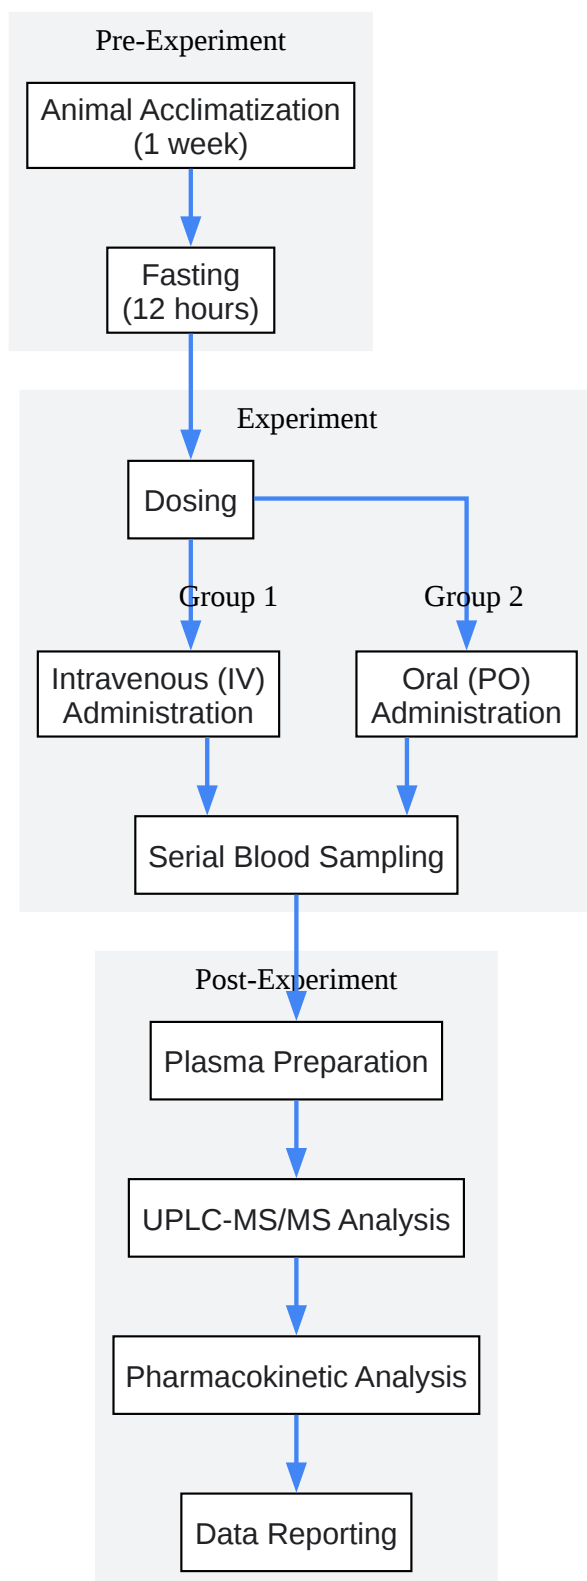 Pre-Experiment
Animal Acclimatization
(1 week)
Fasting
(12 hours)
Experiment
Dosing
Group 1
Group 2
Intravenous (IV)
Administration
Oral (PO)
Administration
Serial Blood Sampling
Post-Experiment
Plasma Preparation
UPLC-MS/MS Analysis
Pharmacokinetic Analysis
Data Reporting